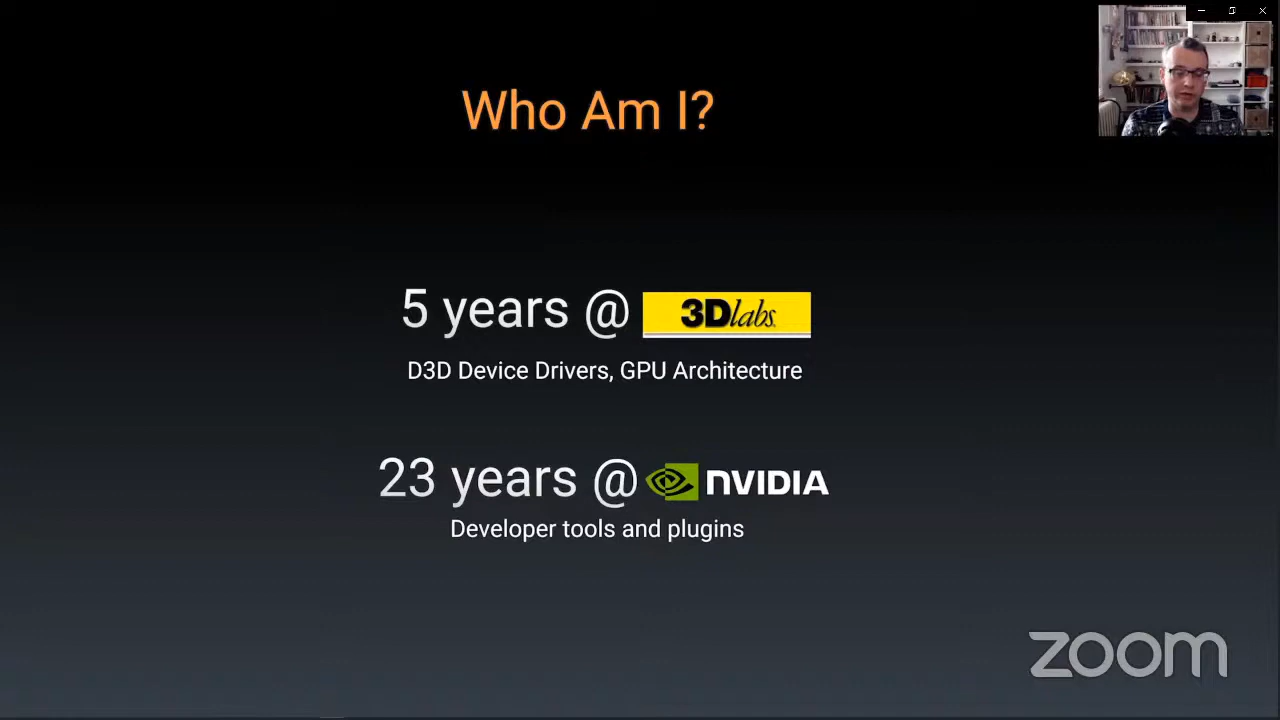 Who Am I?
5 years @ 3Dlabs
D3D Device Drivers, GPU Architecture
23 years @ NVIDIA
Developer tools and plugins
zoom